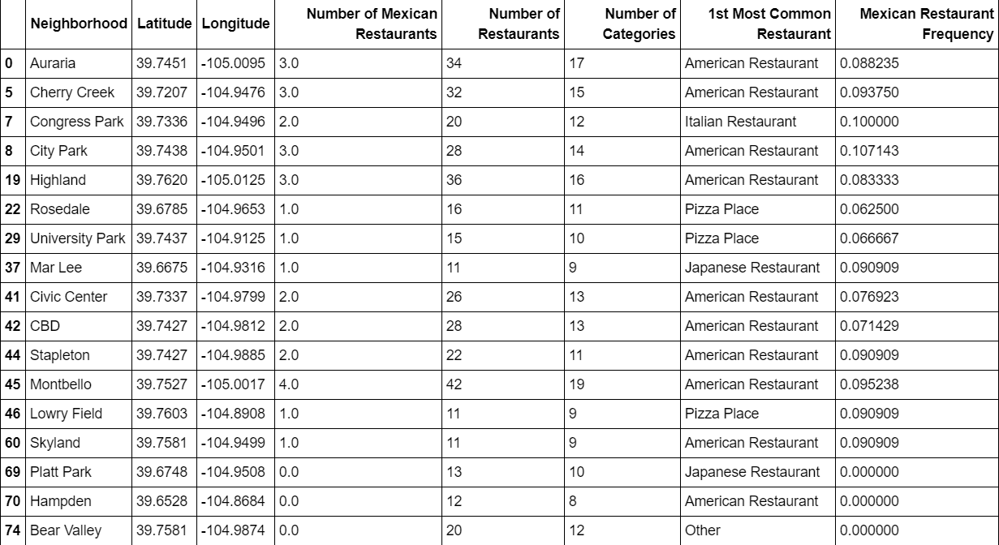 Neighborhood Latitude Longitude Number of Mexican Restaurants Number of Restaurants Number of Categories 1st Most Common Restaurant Mexican Restaurant Frequency
0 Auraria 39.7451 -105.0095 3.0 34 17 American Restaurant 0.088235
5 Cherry Creek 39.7207 -104.9476 3.0 32 15 American Restaurant 0.093750
7 Congress Park 39.7336 -104.9496 2.0 20 12 Italian Restaurant 0.100000
8 City Park 39.7438 -104.9501 3.0 28 14 American Restaurant 0.107143
19 Highland 39.7620 -105.0125 3.0 36 16 American Restaurant 0.083333
22 Rosedale 39.6785 -104.9653 1.0 16 11 Pizza Place 0.062500
29 University Park 39.7437 -104.9125 1.0 15 10 Pizza Place 0.066667
37 Mar Lee 39.6675 -104.9316 1.0 11 9 Japanese Restaurant 0.090909
41 Civic Center 39.7337 -104.9799 2.0 26 13 American Restaurant 0.076923
42 CBD 39.7427 -104.9812 2.0 28 13 American Restaurant 0.071429
44 Stapleton 39.7427 -104.9885 2.0 22 11 American Restaurant 0.090909
45 Montbello 39.7527 -105.0017 4.0 42 19 American Restaurant 0.095238
46 Lowry Field 39.7603 -104.8908 1.0 11 9 Pizza Place 0.090909
60 Skyland 39.7581 -104.9499 1.0 11 9 American Restaurant 0.090909
69 Platt Park 39.6748 -104.9508 0.0 13 10 Japanese Restaurant 0.000000
70 Hampden 39.6528 -104.8684 0.0 12 8 American Restaurant 0.000000
74 Bear Valley 39.7581 -104.9874 0.0 20 12 Other 0.000000